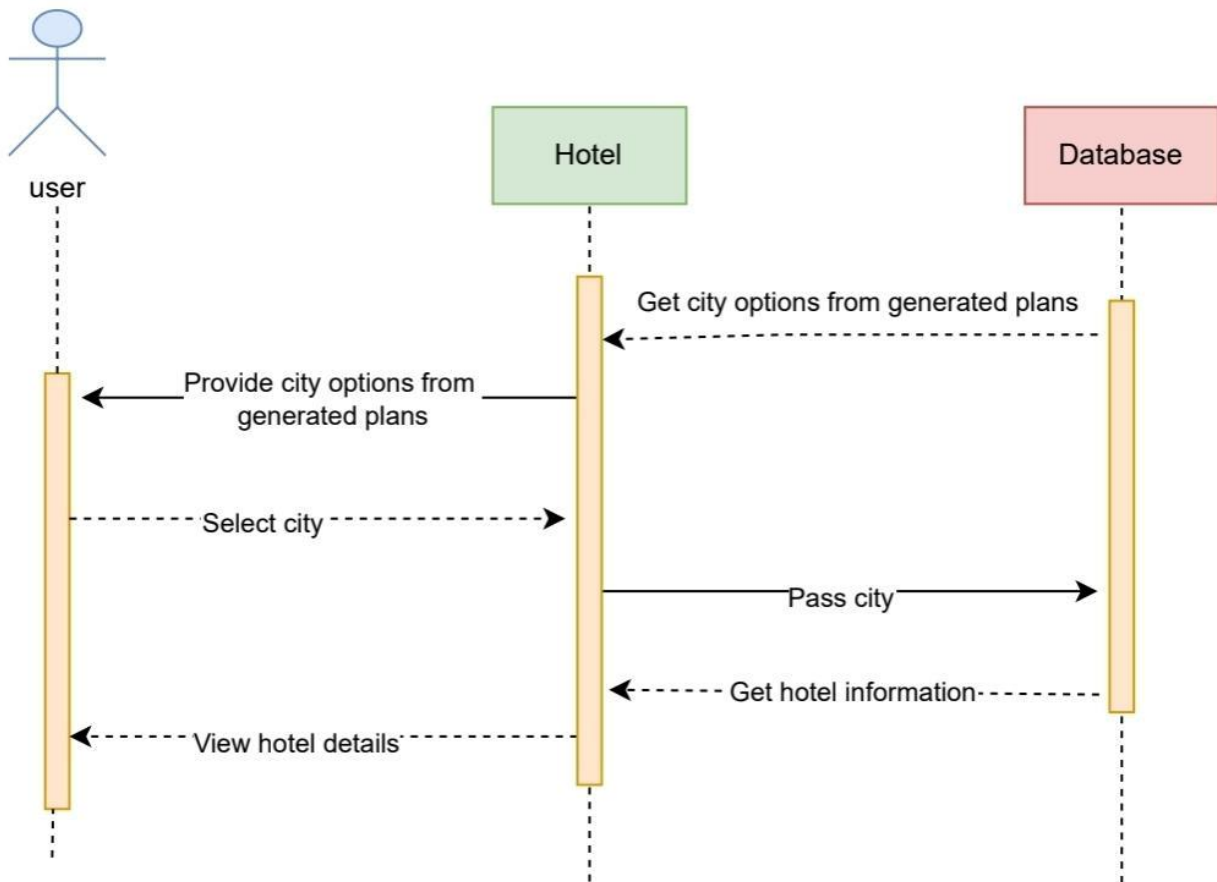 Hotel
Database
user
Get city options from generated plans
Provide city options from
generated plans
Select city
Pass city
Get hotel information
View hotel details